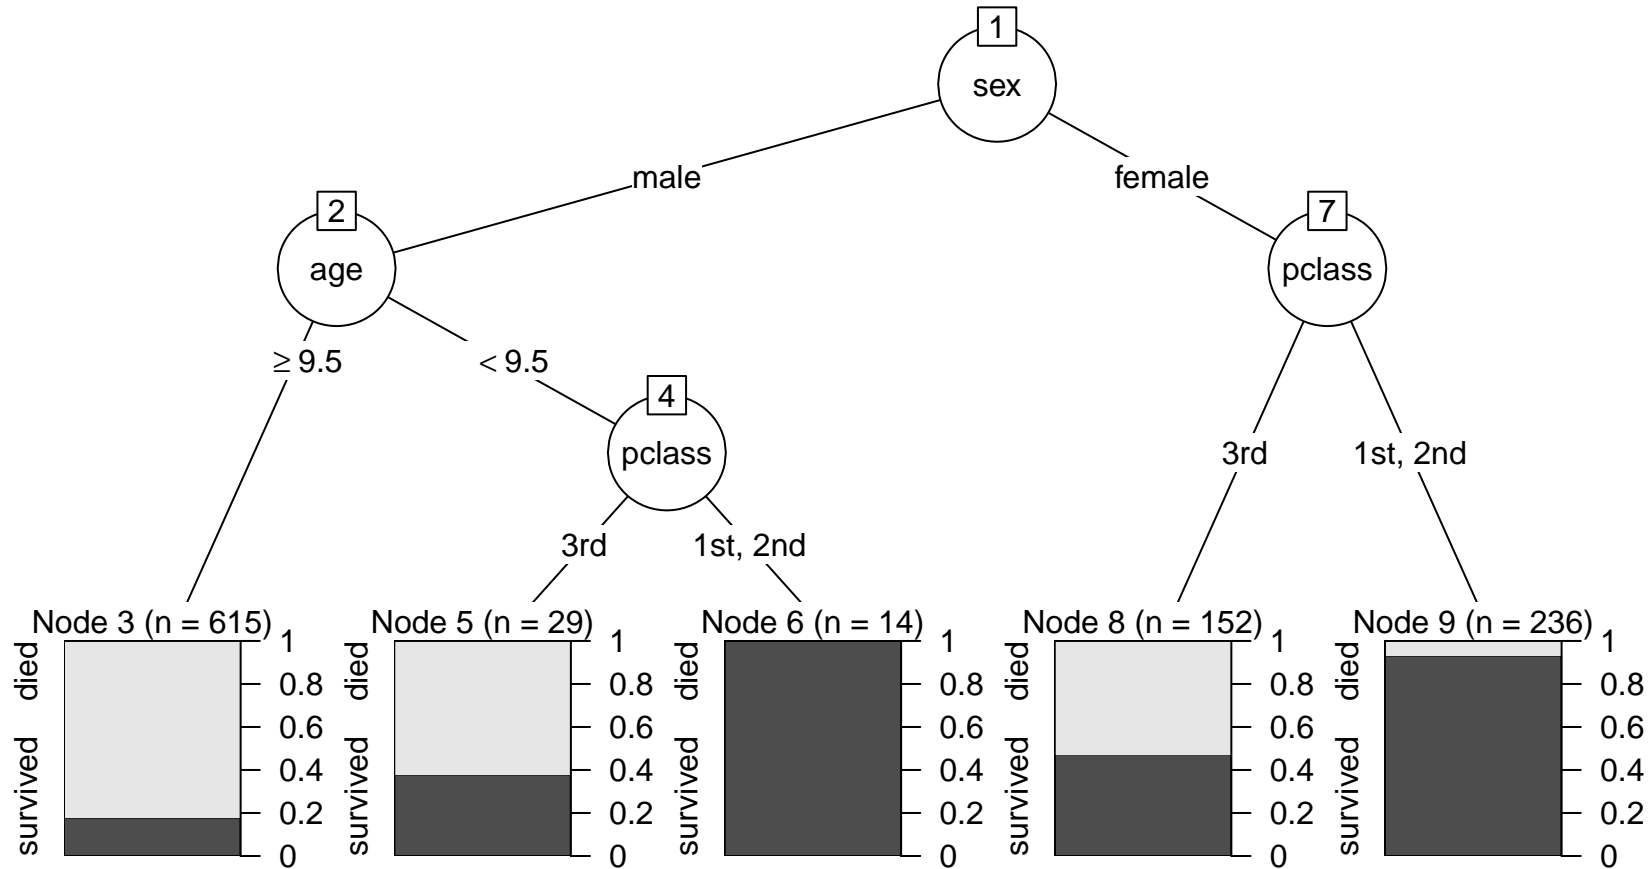 1
sex
male
female
2
age
7
pclass
≥ 9.5
< 9.5
4
pclass
3rd
1st, 2nd
3rd
1st, 2nd
Node 3 (n = 615)
survived died
1
0.8
0.6
0.4
0.2
0
Node 5 (n = 29)
survived died
1
0.8
0.6
0.4
0.2
0
Node 6 (n = 14)
survived died
1
0.8
0.6
0.4
0.2
0
Node 8 (n = 152)
survived died
1
0.8
0.6
0.4
0.2
0
Node 9 (n = 236)
survived died
1
0.8
0.6
0.4
0.2
0